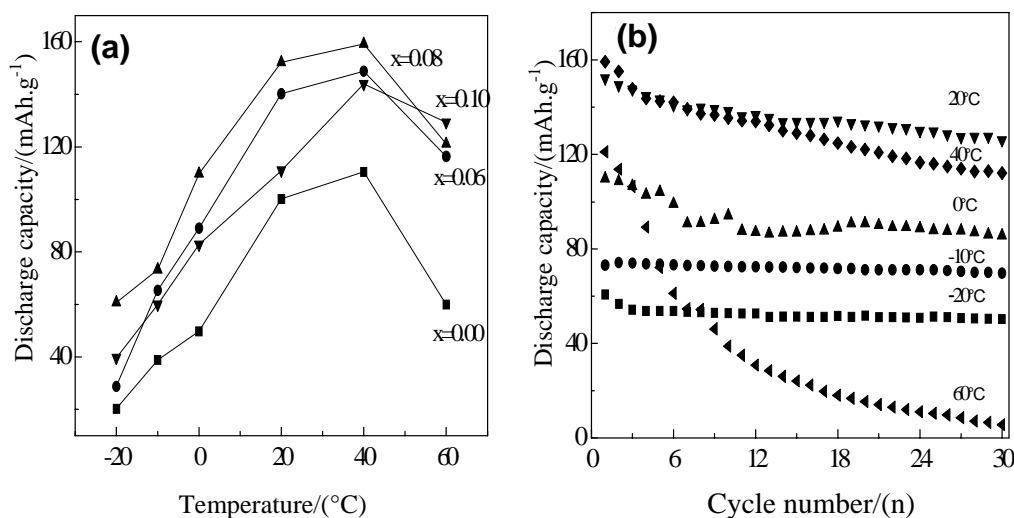 (a)
Discharge capacity/(mAh.g-1)
160
120
80
40
-20
0
20
40
60
Temperature/(°C)
x=0.08
x=0.10
x=0.06
x=0.00
(b)
Discharge capacity/(mAh.g-1)
160
120
80
40
0
0
6
12
18
24
30
Cycle number/(n)
20°C
40°C
0°C
-10°C
-20°C
60°C